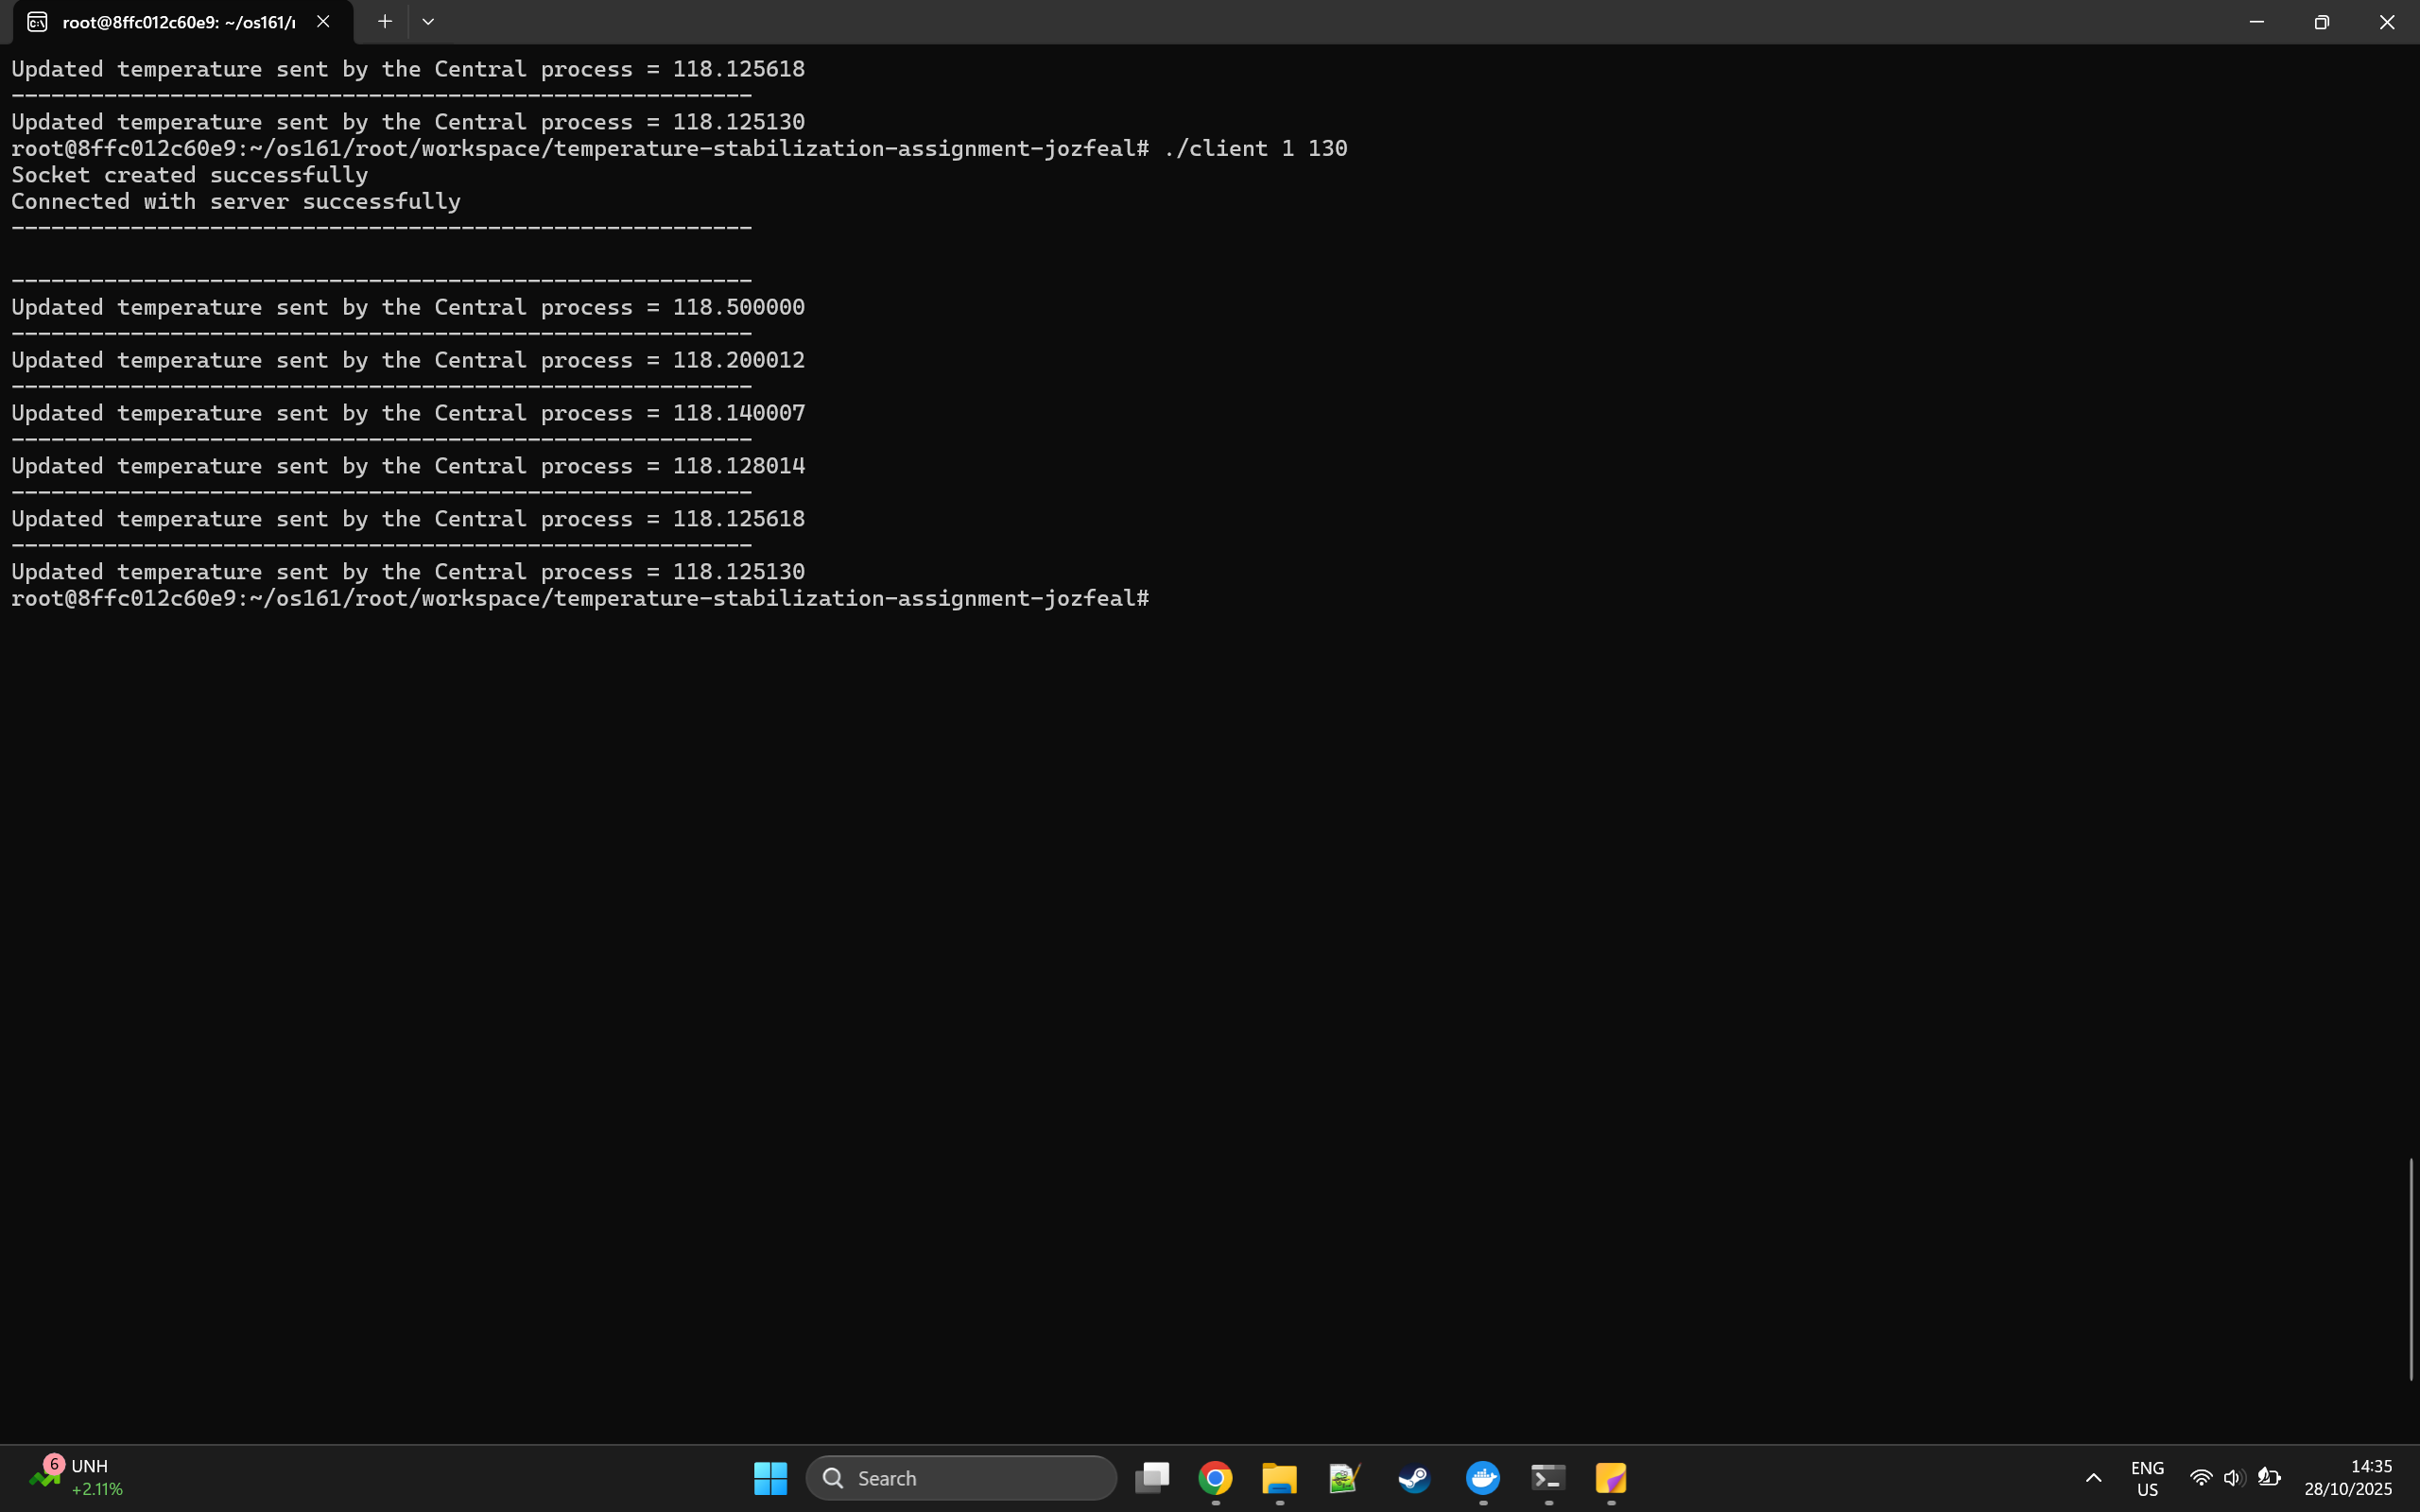 root@8ffc012c60e9: ~/os161/r
Updated temperature sent by the Central process = 118.125618
--------------------------------------------------------
Updated temperature sent by the Central process = 118.125130
root@8ffc012c60e9:~/os161/root/workspace/temperature-stabilization-assignment-jozfeal# ./client 1 130
Socket created successfully
Connected with server successfully
--------------------------------------------------------
--------------------------------------------------------
Updated temperature sent by the Central process = 118.500000
--------------------------------------------------------
Updated temperature sent by the Central process = 118.200012
--------------------------------------------------------
Updated temperature sent by the Central process = 118.140007
--------------------------------------------------------
Updated temperature sent by the Central process = 118.128014
--------------------------------------------------------
Updated temperature sent by the Central process = 118.125618
--------------------------------------------------------
Updated temperature sent by the Central process = 118.125130
root@8ffc012c60e9:~/os161/root/workspace/temperature-stabilization-assignment-jozfeal#
6 UNH
+2.11%
Search
ENG
US
14:35
28/10/2025